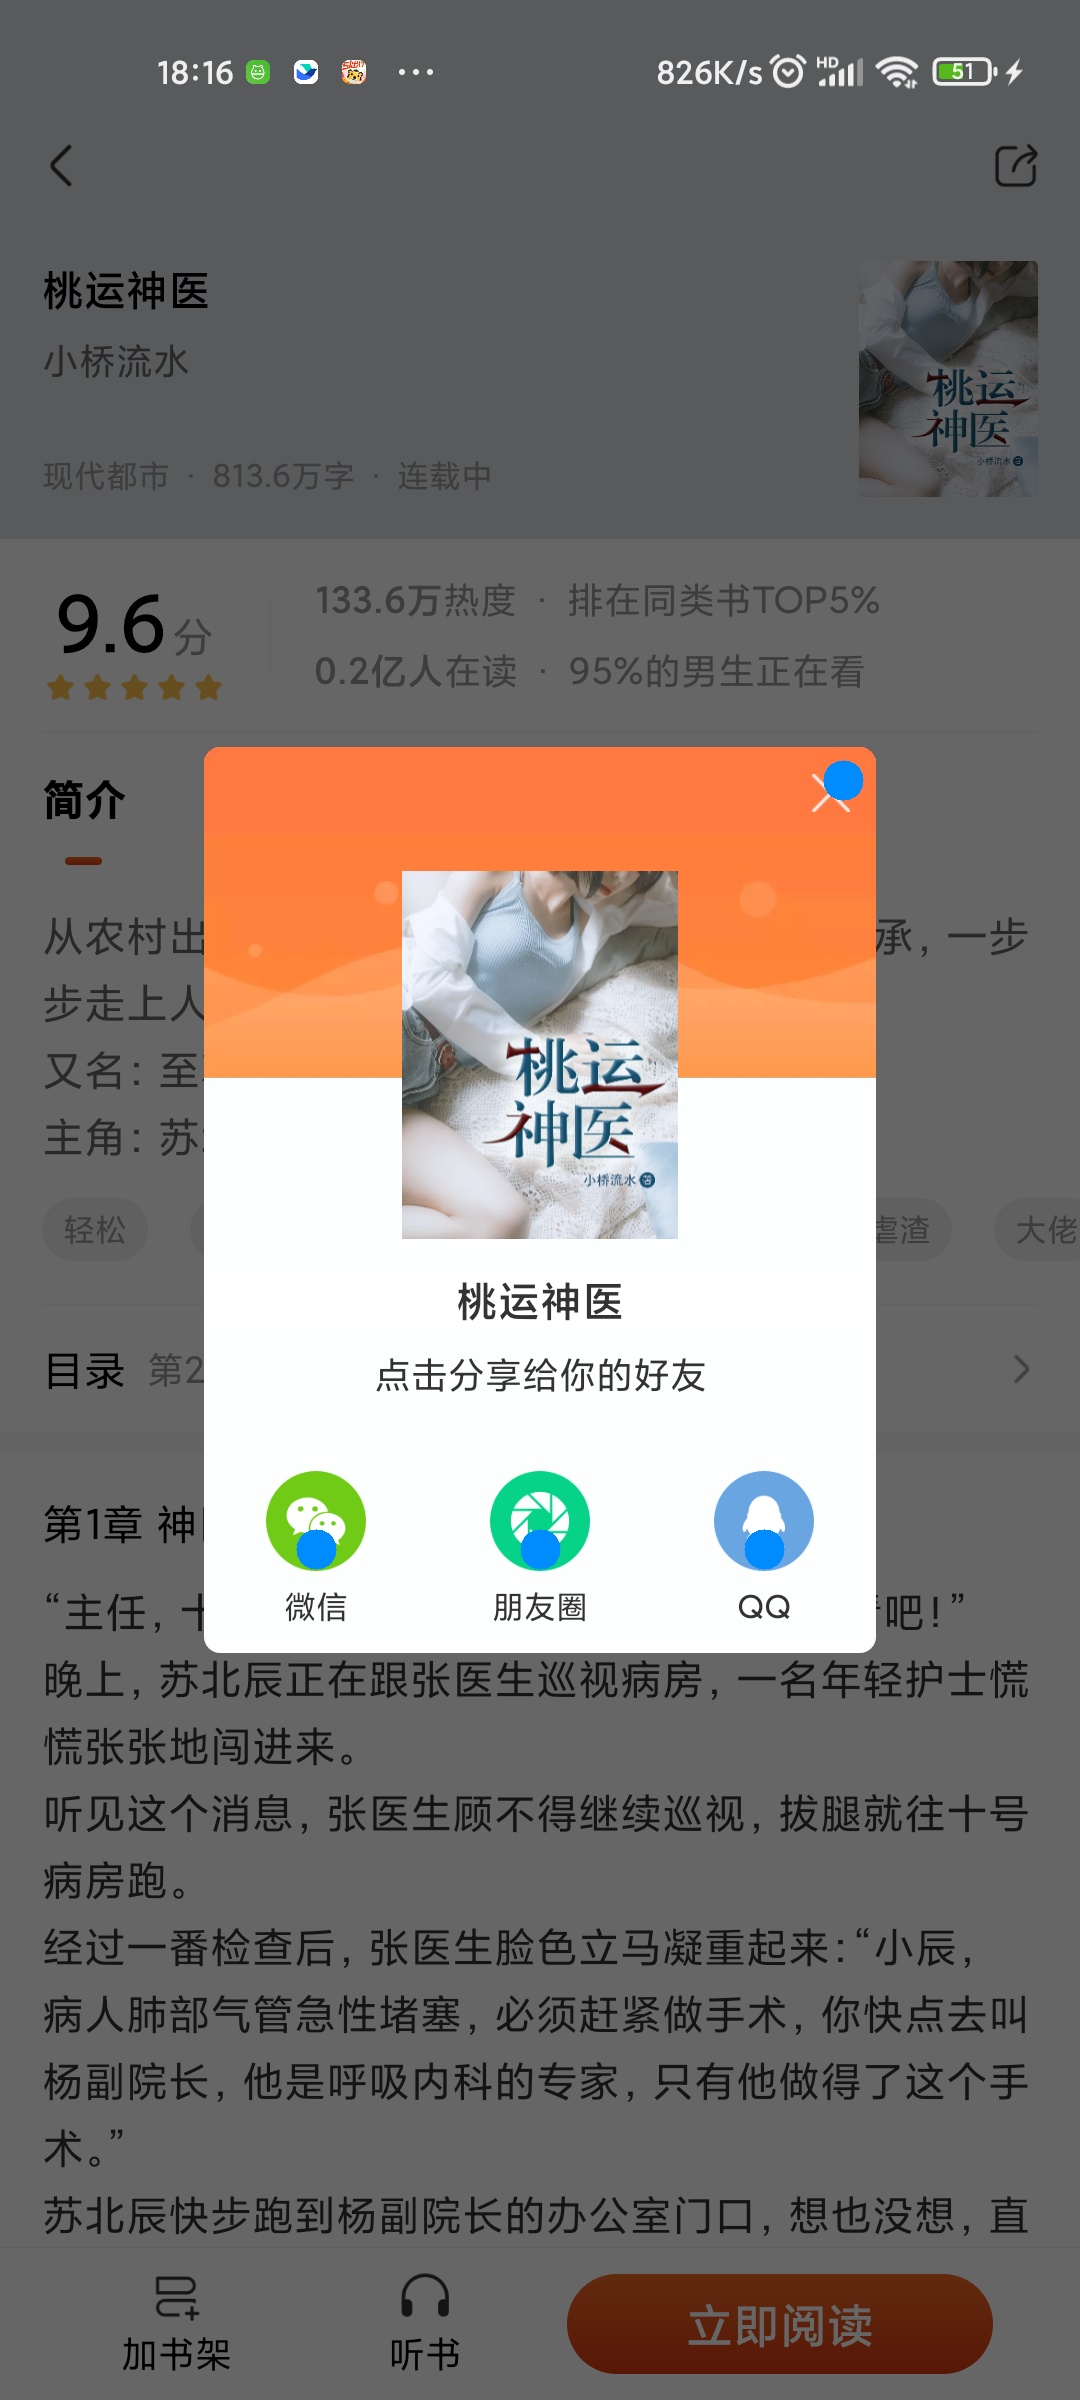 18:16
826K/s HD 51
桃运神医
小桥流水
现代都市 · 813.6万字 · 连载中
桃运
神医
小桥流水
9.6分
133.6万热度 · 排在同类书TOP5%
0.2亿人在读 · 95%的男生正在看
简介
从农村出
承，一步
步走上人
又名：至
主角：苏
轻松
虐渣
大佬
目录 第2
桃运
神医
小桥流水
桃运神医
点击分享给你的好友
微信
朋友圈
QQ
第1章 神
“主任，十
吧！”
晚上，苏北辰正在跟张医生巡视病房，一名年轻护士慌
慌张张地闯进来。
听见这个消息，张医生顾不得继续巡视，拔腿就往十号
病房跑。
经过一番检查后，张医生脸色立马凝重起来：“小辰，
病人肺部气管急性堵塞，必须赶紧做手术，你快点去叫
杨副院长，他是呼吸内科的专家，只有他做得了这个手
术。”
苏北辰快步跑到杨副院长的办公室门口，想也没想，直
加书架
听书
立即阅读